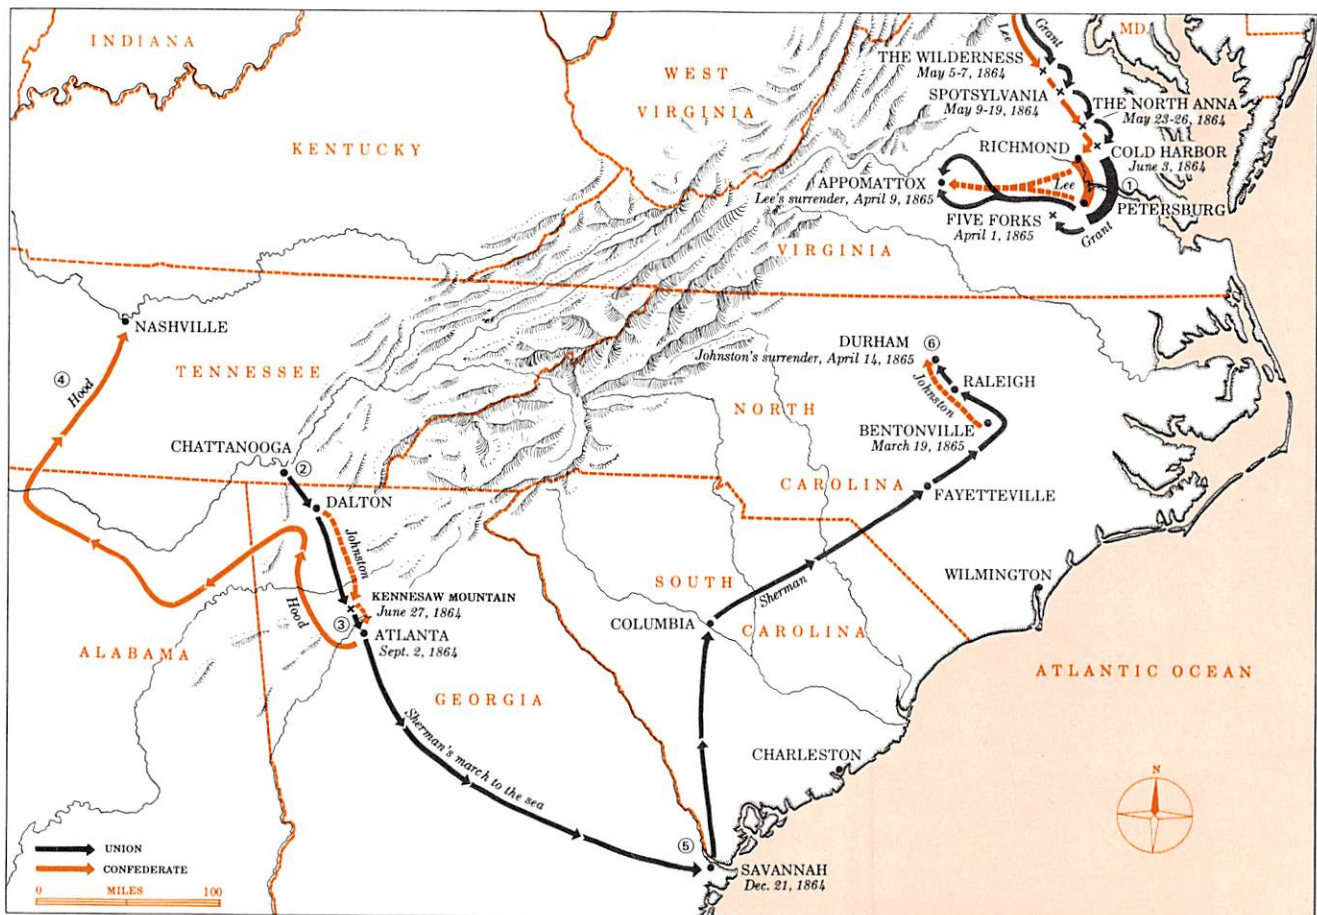 INDIANA
KENTUCKY
WEST
VIRGINIA
MD.
Lee
Grant
THE WILDERNESS
May 5-7, 1864
SPOTSYLVANIA
May 9-19, 1864
THE NORTH ANNA
May 23-26, 1864
RICHMOND
COLD HARBOR
June 3, 1864
APPOMATTOX
Lee's surrender, April 9, 1865
Lee
①
PETERSBURG
FIVE FORKS
April 1, 1865
Grant
VIRGINIA
NASHVILLE
④
Hood
TENNESSEE
DURHAM
⑥
Johnston's surrender, April 14, 1865
RALEIGH
Johnston
NORTH
BENTONVILLE
March 19, 1865
CHATTANOOGA
②
CAROLINA
FAYETTEVILLE
DALTON
Johnston
SOUTH
Sherman
WILMINGTON
Hood
KENNESAW MOUNTAIN
June 27, 1864
③
ATLANTA
Sept. 2, 1864
COLUMBIA
CAROLINA
ALABAMA
ATLANTIC OCEAN
GEORGIA
Sherman's march to the sea
CHARLESTON
N
⑤
SAVANNAH
Dec. 21, 1864
UNION
CONFEDERATE
0 MILES 100